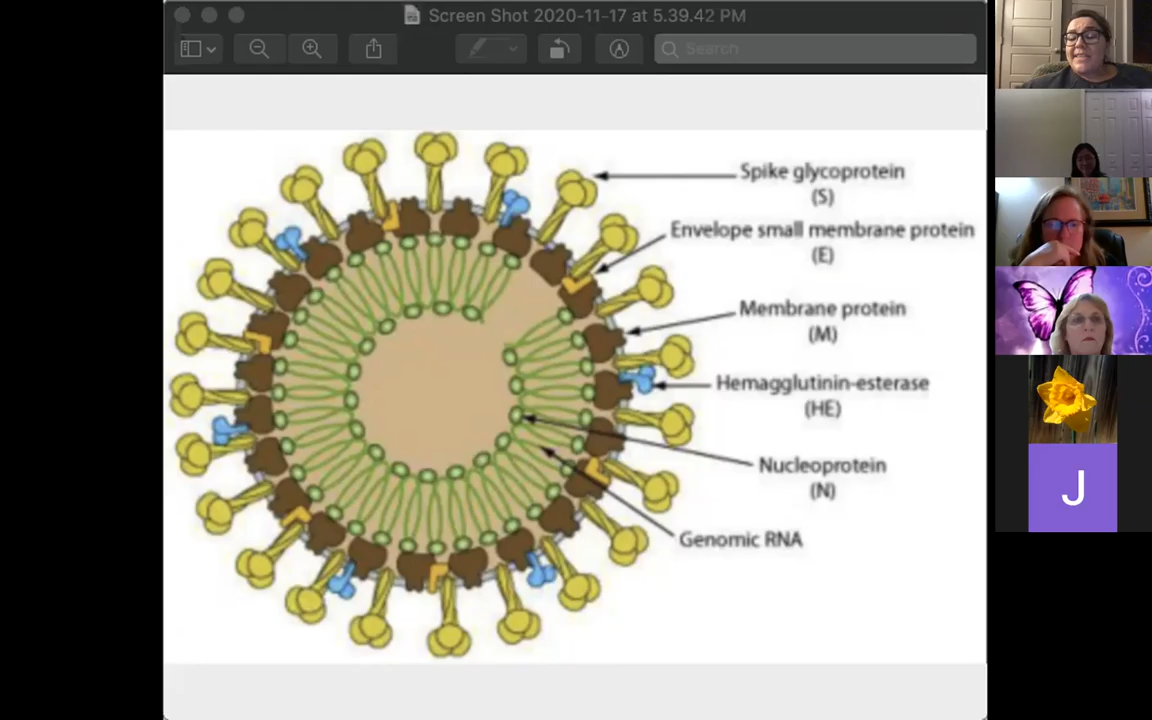 Screen Shot 2020-11-17 at 5.39.42 PM
Search
Spike glycoprotein
(S)
Envelope small membrane protein
(E)
Membrane protein
(M)
Hemagglutinin-esterase
(HE)
Nucleoprotein
(N)
Genomic RNA
J